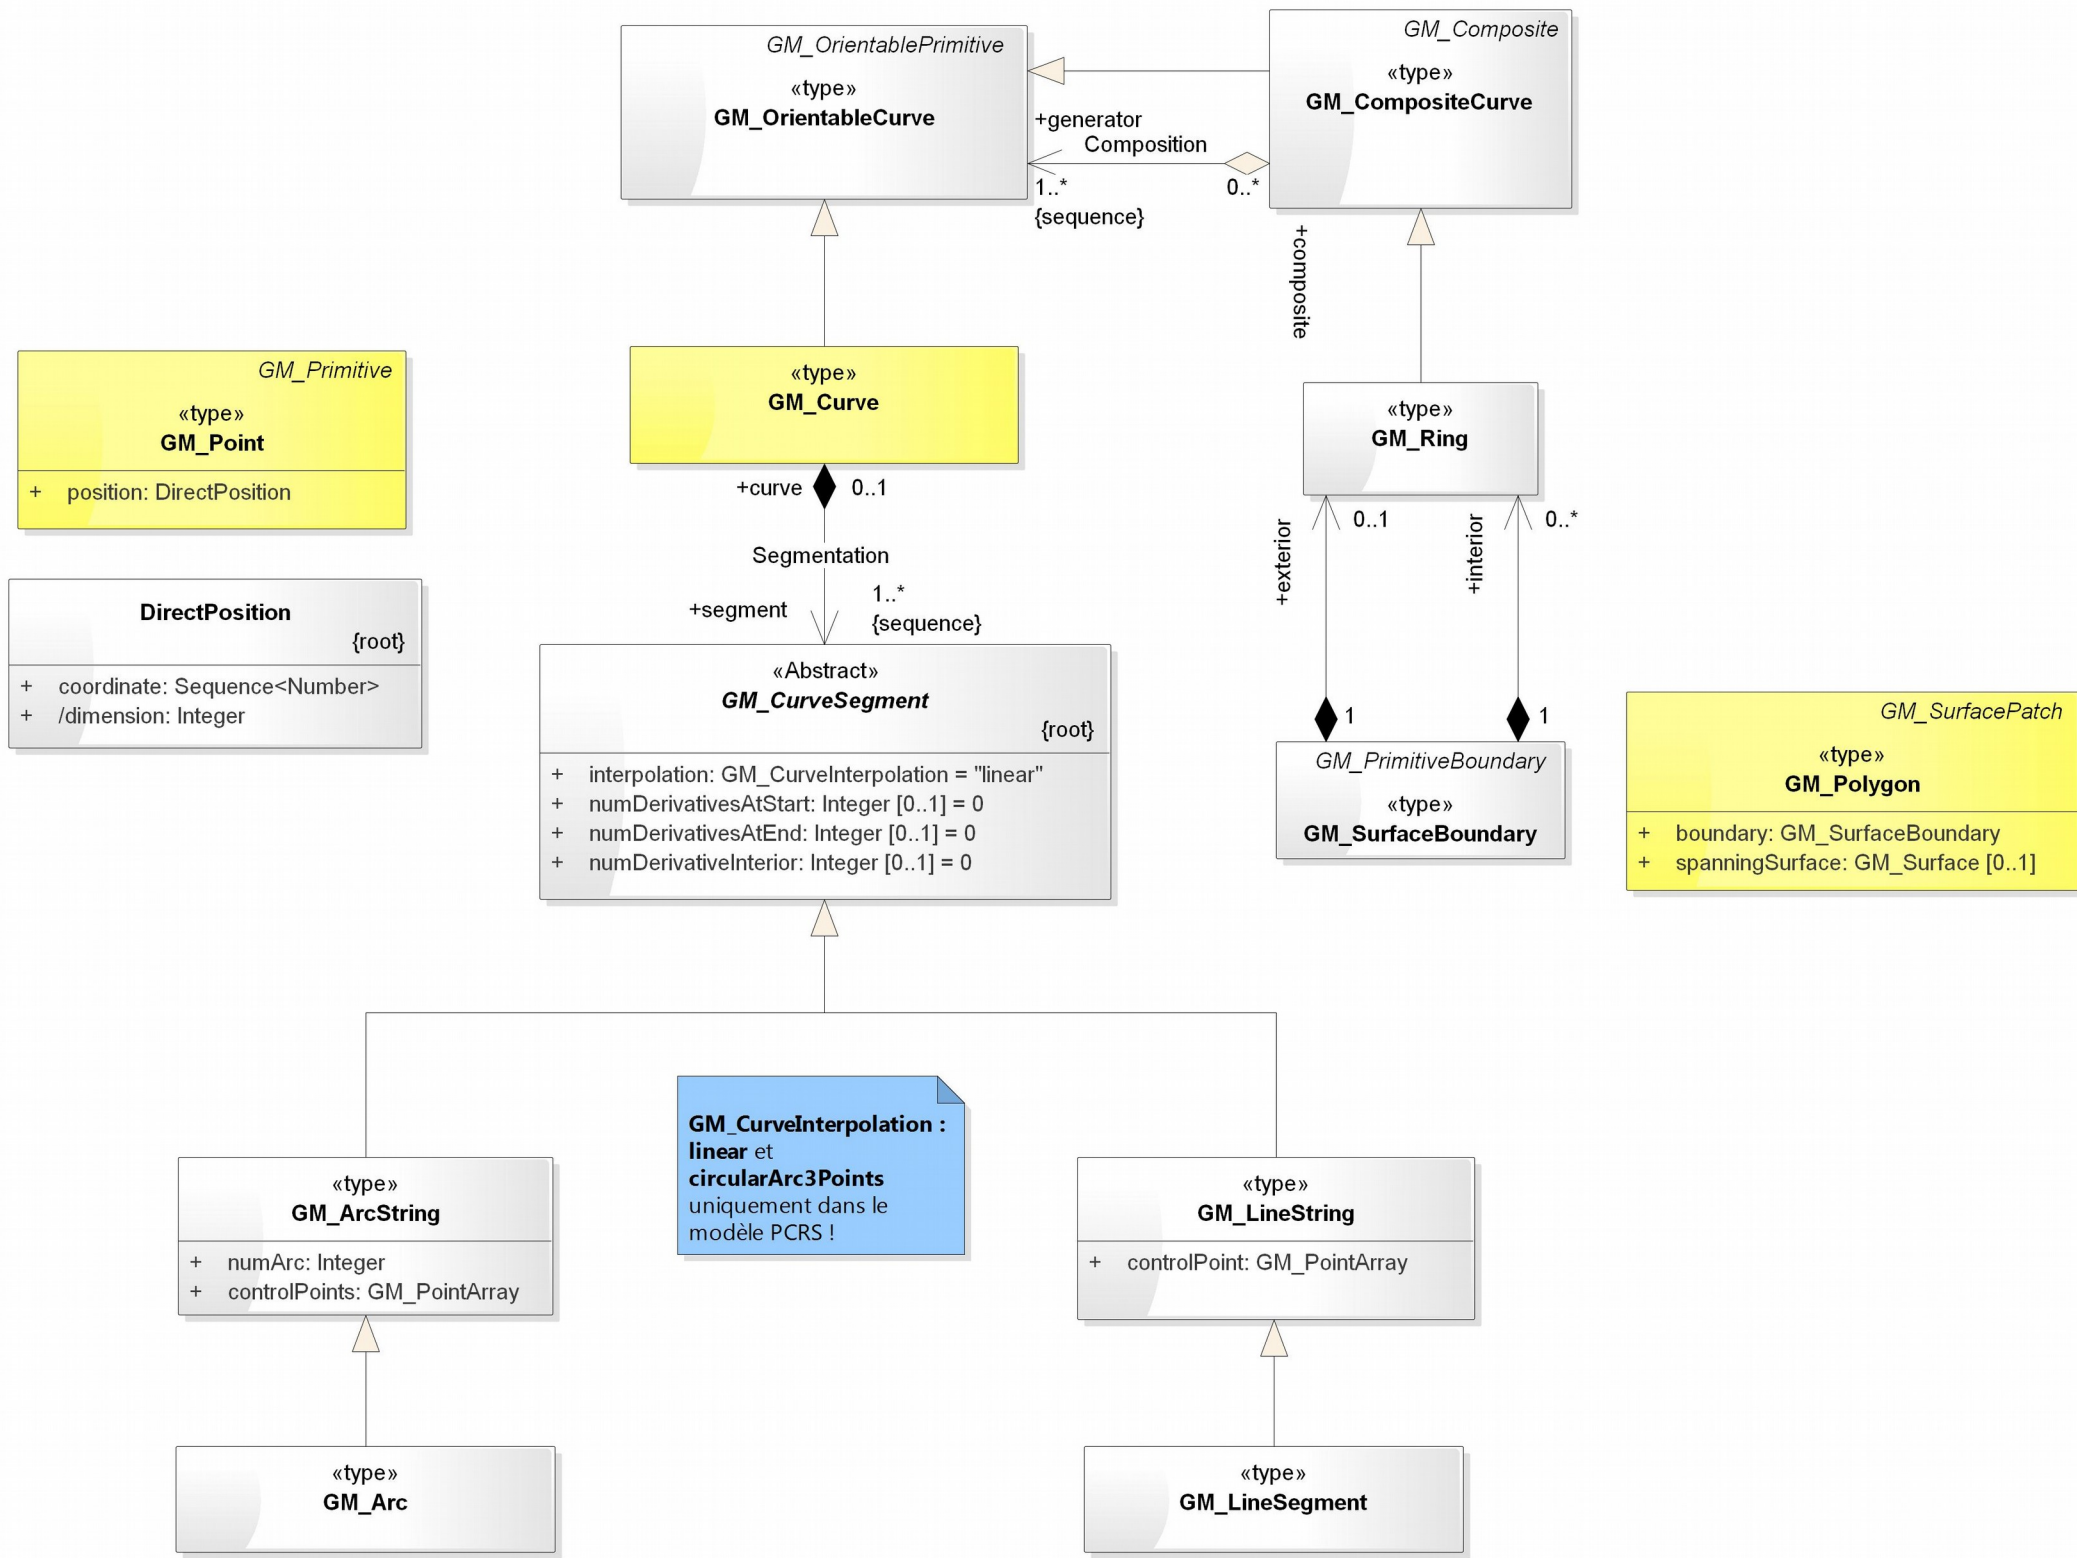 GM_OrientablePrimitive
«type»
GM_OrientableCurve
GM_Composite
«type»
GM_CompositeCurve
+generator
Composition
1..*
0..*
{sequence}
+composite
GM_Primitive
«type»
GM_Point
+ position: DirectPosition
«type»
GM_Curve
«type»
GM_Ring
+curve
0..1
Segmentation
+segment
1..*
{sequence}
+exterior
0..1
+interior
0..*
DirectPosition
{root}
+ coordinate: Sequence<Number>
+ /dimension: Integer
«Abstract»
GM_CurveSegment
{root}
+ interpolation: GM_CurveInterpolation = "linear"
+ numDerivativesAtStart: Integer [0..1] = 0
+ numDerivativesAtEnd: Integer [0..1] = 0
+ numDerivativeInterior: Integer [0..1] = 0
1
1
GM_PrimitiveBoundary
«type»
GM_SurfaceBoundary
GM_SurfacePatch
«type»
GM_Polygon
+ boundary: GM_SurfaceBoundary
+ spanningSurface: GM_Surface [0..1]
GM_CurveInterpolation :
linear et
circularArc3Points
uniquement dans le
modèle PCRS !
«type»
GM_ArcString
+ numArc: Integer
+ controlPoints: GM_PointArray
«type»
GM_LineString
+ controlPoint: GM_PointArray
«type»
GM_Arc
«type»
GM_LineSegment